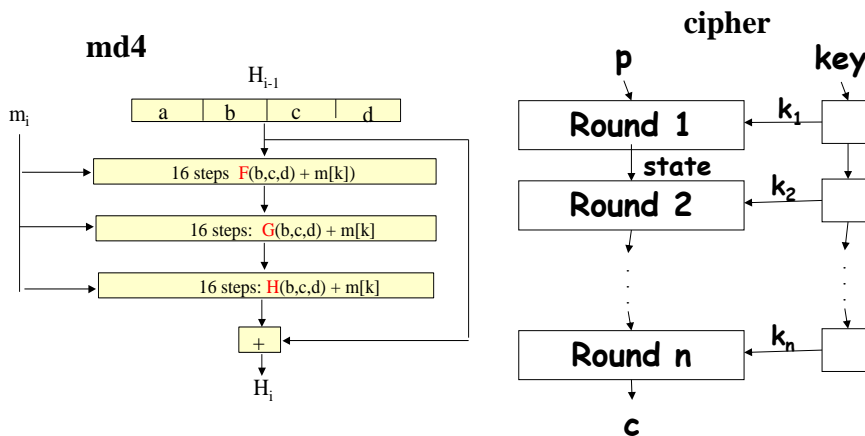 md4
H_{i-1}
m_i
a b c d
16 steps F(b,c,d) + m[k])
16 steps: G(b,c,d) + m[k]
16 steps: H(b,c,d) + m[k]
+
H_i
cipher
p key
Round 1
k_1
state
Round 2
k_2
Round n
k_n
c